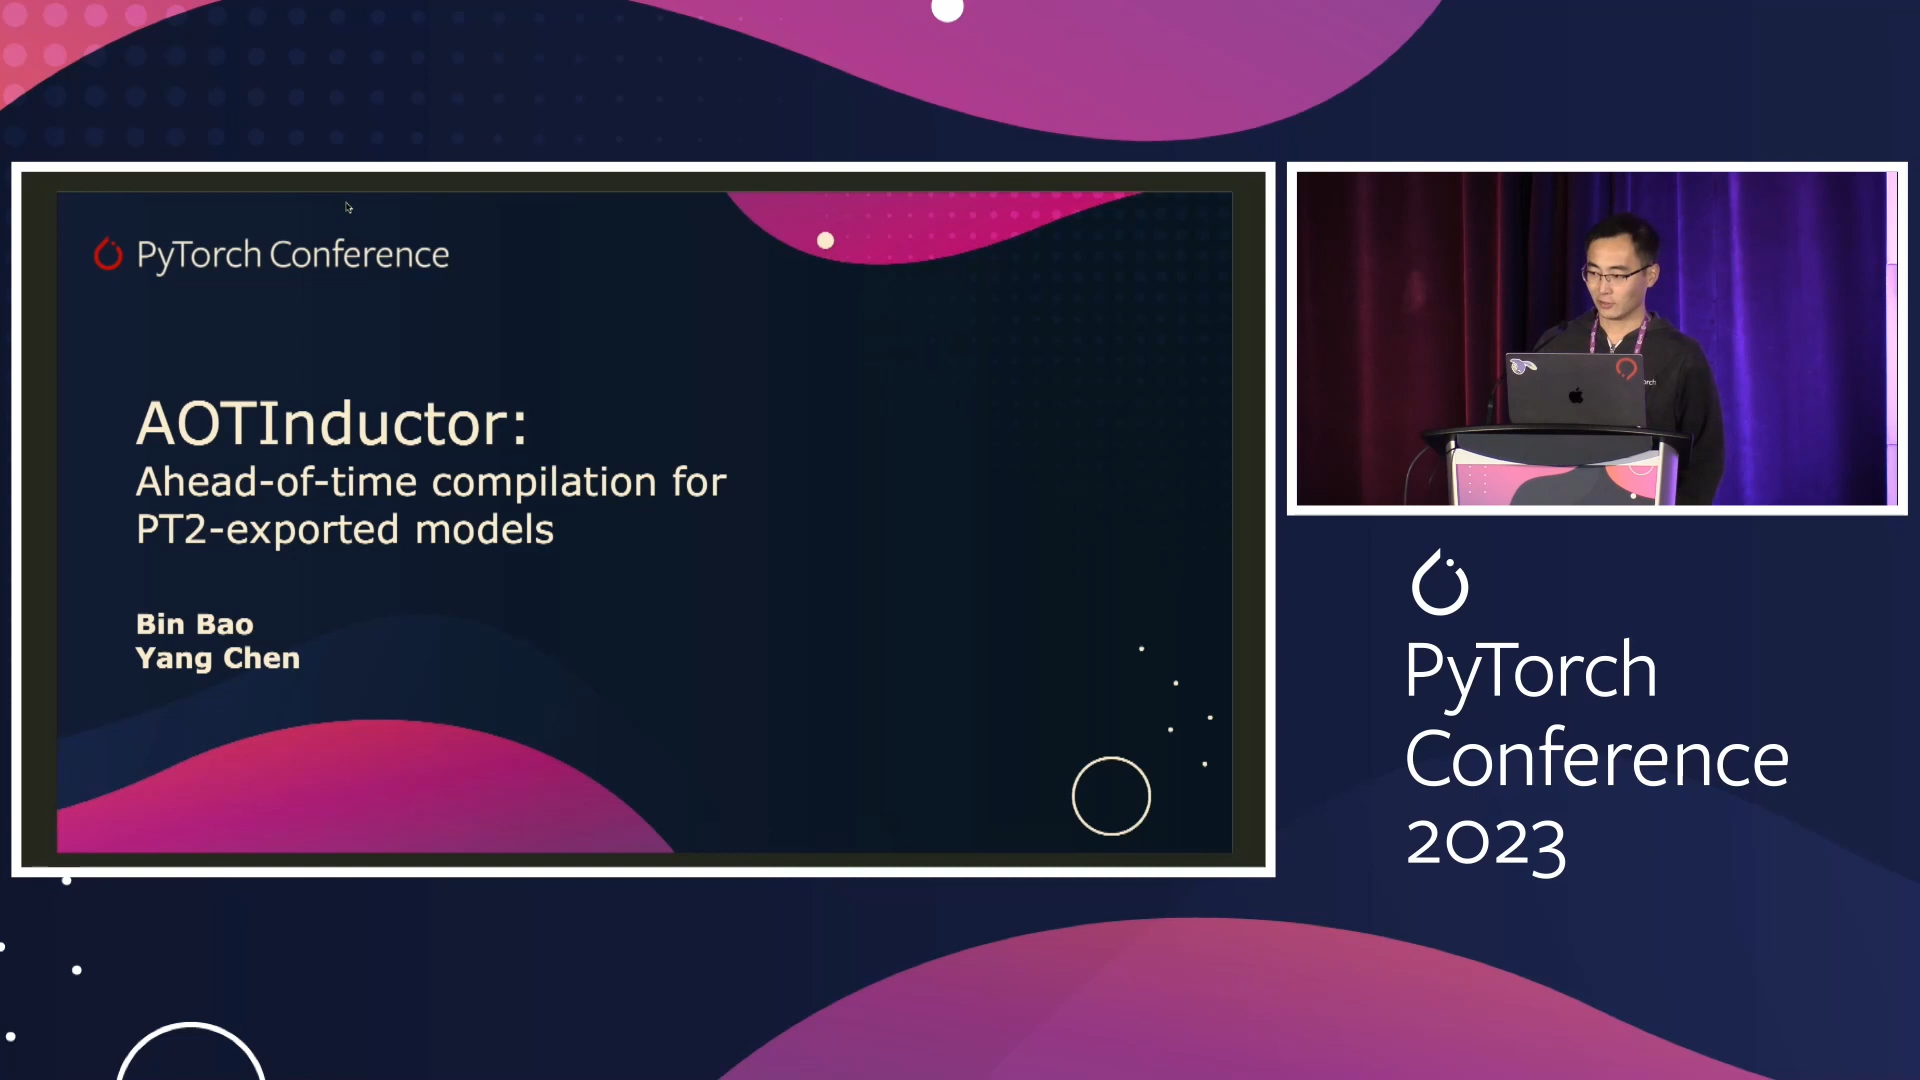 PyTorch Conference
AOTInductor:
Ahead-of-time compilation for
PT2-exported models
Bin Bao
Yang Chen
PyTorch
Conference
2023